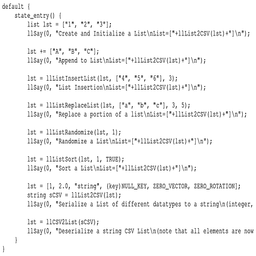 default {
state_entry() {
list lst = ["1", "2", "3"];
llSay(0, "Create and Initialize a List\nList=["+llList2CSV(lst)+"]\n");
lst += ["A", "B", "C"];
llSay(0, "Append to List\nList=["+llList2CSV(lst)+"]\n");
lst = llListInsertList(lst, ["4", "5", "6"], 3);
llSay(0, "List Insertion\nList=["+llList2CSV(lst)+"]\n");
lst = llListReplaceList(lst, ["a", "b", "c"], 3, 5);
llSay(0, "Replace a portion of a list\nList=["+llList2CSV(lst)+"]\n");
lst = llListRandomize(lst, 1);
llSay(0, "Randomize a List\nList=["+llList2CSV(lst)+"]\n");
lst = llListSort(lst, 1, TRUE);
llSay(0, "Sort a List\nList=["+llList2CSV(lst)+"]\n");
lst = [1, 2.0, "string", (key)NULL_KEY, ZERO_VECTOR, ZERO_ROTATION];
string sCSV = llList2CSV(lst);
llSay(0, "Serialize a List of different datatypes to a string\n(integer,
lst = llCSV2List(sCSV);
llSay(0, "Deserialize a string CSV List\n(note that all elements are now
}
}